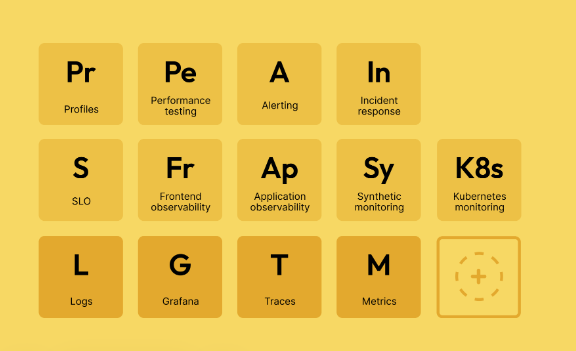 Pr
Profiles
Pe
Performance
testing
A
Alerting
In
Incident
response
S
SLO
Fr
Frontend
observability
Ap
Application
observability
Sy
Synthetic
monitoring
K8s
Kubernetes
monitoring
L
Logs
G
Grafana
T
Traces
M
Metrics
+